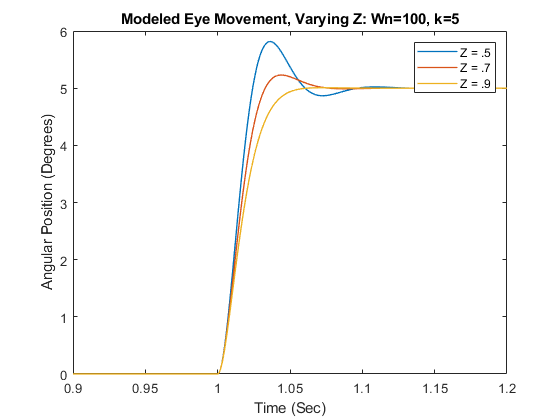 Modeled Eye Movement, Varying Z: Wn=100, k=5
Z = .5
Z = .7
Z = .9
Angular Position (Degrees)
6
5
4
3
2
1
0
0.9 0.95 1 1.05 1.1 1.15 1.2
Time (Sec)